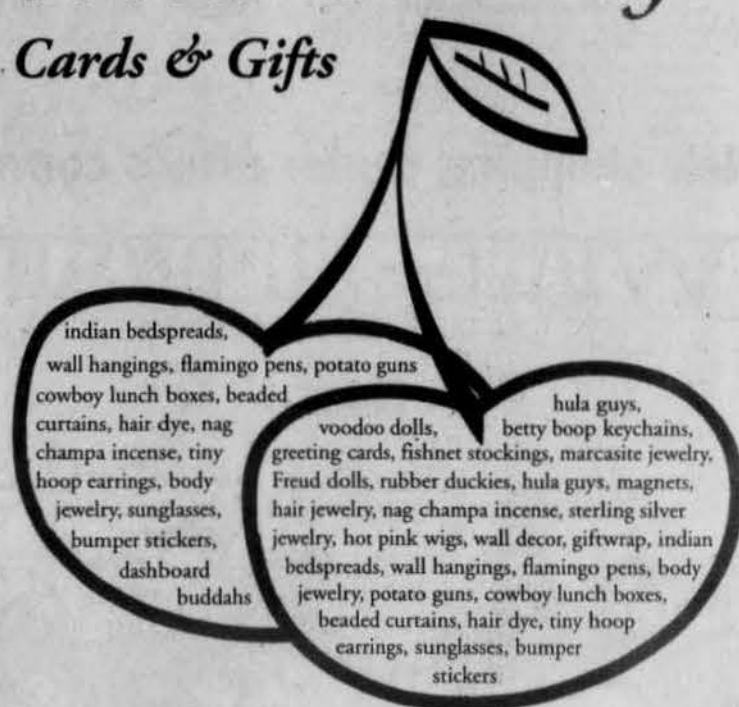 Cards & Gifts
indian bedspreads,
wall hangings, flamingo pens, potato guns
cowboy lunch boxes, beaded
curtains, hair dye, nag
champa incense, tiny
hoop earrings, body
jewelry, sunglasses,
bumper stickers,
dashboard
buddahs
hula guys,
voodoo dolls, betty boop keychains,
greeting cards, fishnet stockings, marcasite jewelry,
Freud dolls, rubber duckies, hula guys, magnets,
hair jewelry, nag champa incense, sterling silver
jewelry, hot pink wigs, wall decor, giftwrap, indian
bedspreads, wall hangings, flamingo pens, body
jewelry, potato guns, cowboy lunch boxes,
beaded curtains, hair dye, tiny hoop
earrings, sunglasses, bumper
stickers